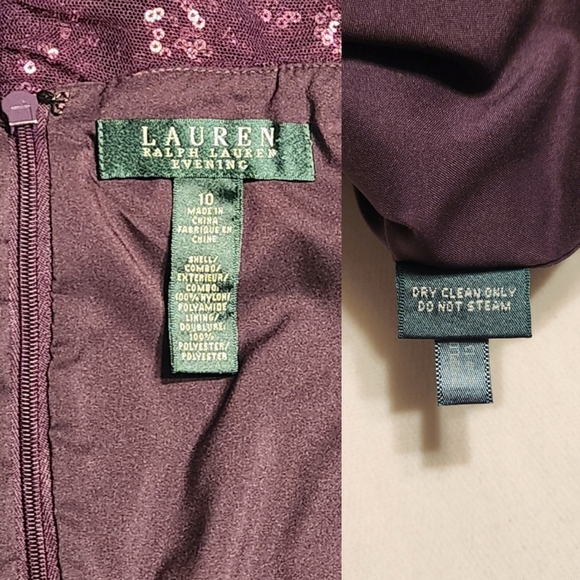 LAUREN
RALPH LAUREN
EVENING
10
MADE IN
CHINA
FABRIQUE EN
CHINE
SHELL/
COMBO/
EXTERIEUR/
COMBO:
100% NYLON/
POLYAMIDE
LINING/
DOUBLURE:
100%
POLYESTER/
POLYESTER
DRY CLEAN ONLY
DO NOT STEAM